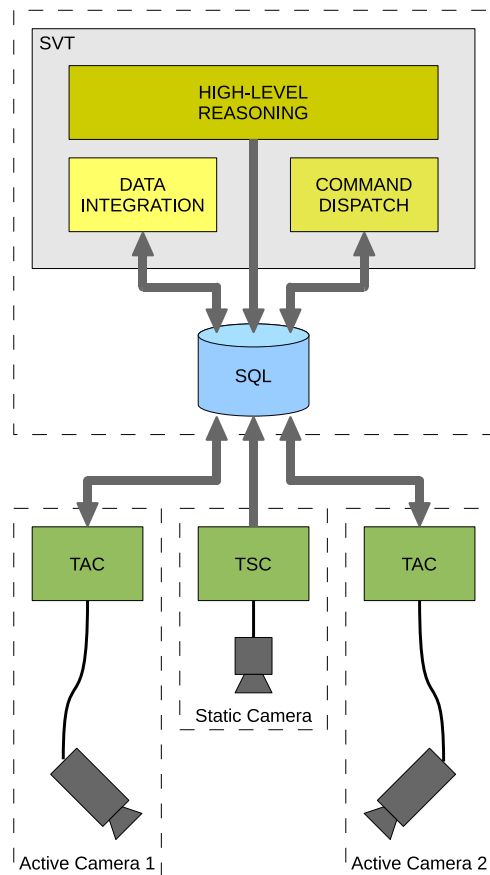 SVT
HIGH-LEVEL
REASONING
DATA
INTEGRATION
COMMAND
DISPATCH
SQL
TAC
TSC
TAC
Static Camera
Active Camera 1
Active Camera 2